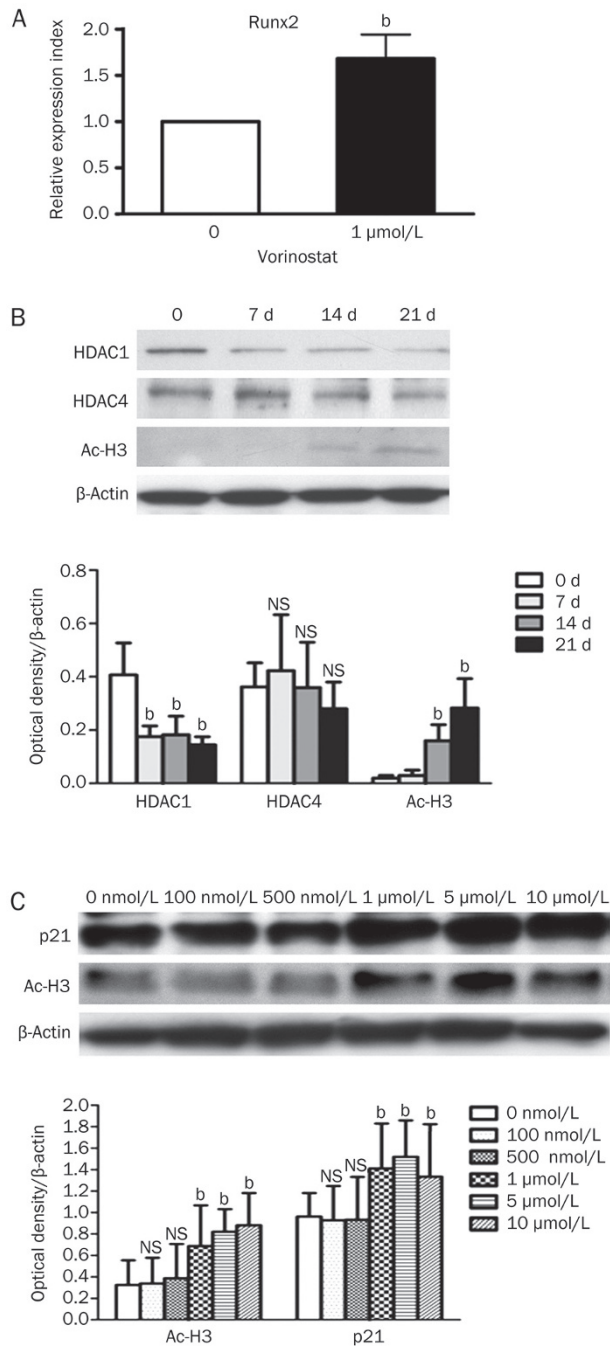 A
Runx2
b
Relative expression index
2.0
1.5
1.0
0.5
0.0
0 1 μmol/L
Vorinostat
B
0 7 d 14 d 21 d
HDAC1
HDAC4
Ac-H3
β-Actin
Optical density/β-actin
0.8
0.6
0.4
0.2
0.0
b b b
NS NS NS
b b
HDAC1 HDAC4 Ac-H3
0 d
7 d
14 d
21 d
C
0 nmol/L 100 nmol/L 500 nmol/L 1 μmol/L 5 μmol/L 10 μmol/L
p21
Ac-H3
β-Actin
Optical density/β-actin
2.0
1.8
1.6
1.4
1.2
1.0
0.8
0.6
0.4
0.2
0.0
NS NS b b b
NS NS b b b
Ac-H3 p21
0 nmol/L
100 nmol/L
500 nmol/L
1 μmol/L
5 μmol/L
10 μmol/L